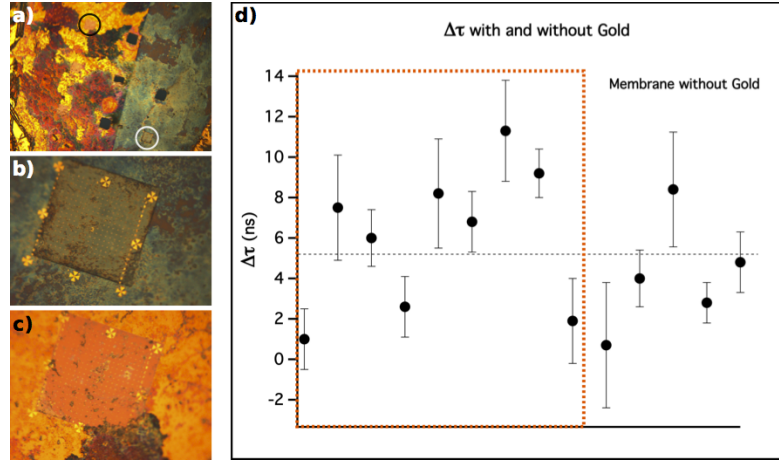 a)
b)
c)
d)
Δτ with and without Gold
Membrane without Gold
Δτ (ns)
14
12
10
8
6
4
2
0
-2